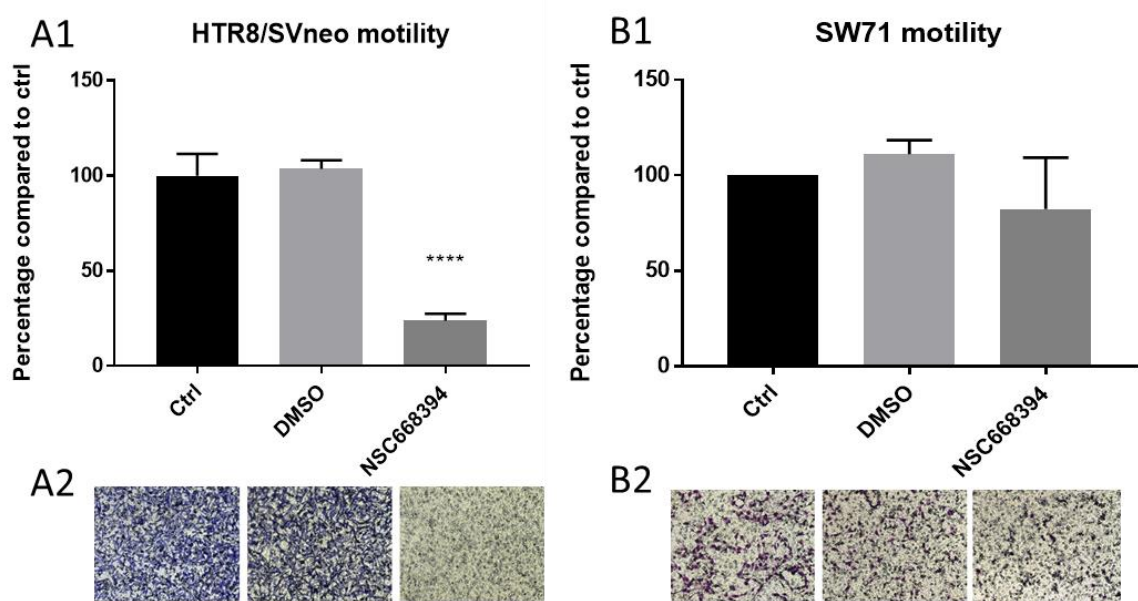 A1
HTR8/SVneo motility
Percentage compared to ctrl
150
100
50
0
****
Ctrl
DMSO
NSC668394
A2
B1
SW71 motility
Percentage compared to ctrl
150
100
50
0
Ctrl
DMSO
NSC668394
B2